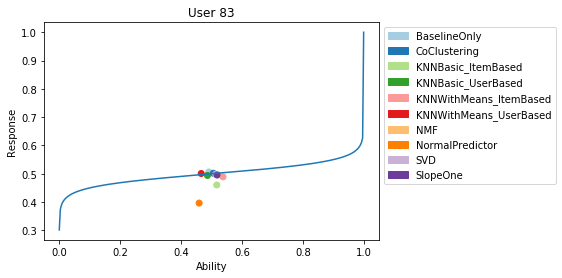 User 83
1.0
0.9
0.8
0.7
0.6
0.5
0.4
0.3
Response
0.0 0.2 0.4 0.6 0.8 1.0
Ability
BaselineOnly
CoClustering
KNNBasic_ItemBased
KNNBasic_UserBased
KNNWithMeans_ItemBased
KNNWithMeans_UserBased
NMF
NormalPredictor
SVD
SlopeOne